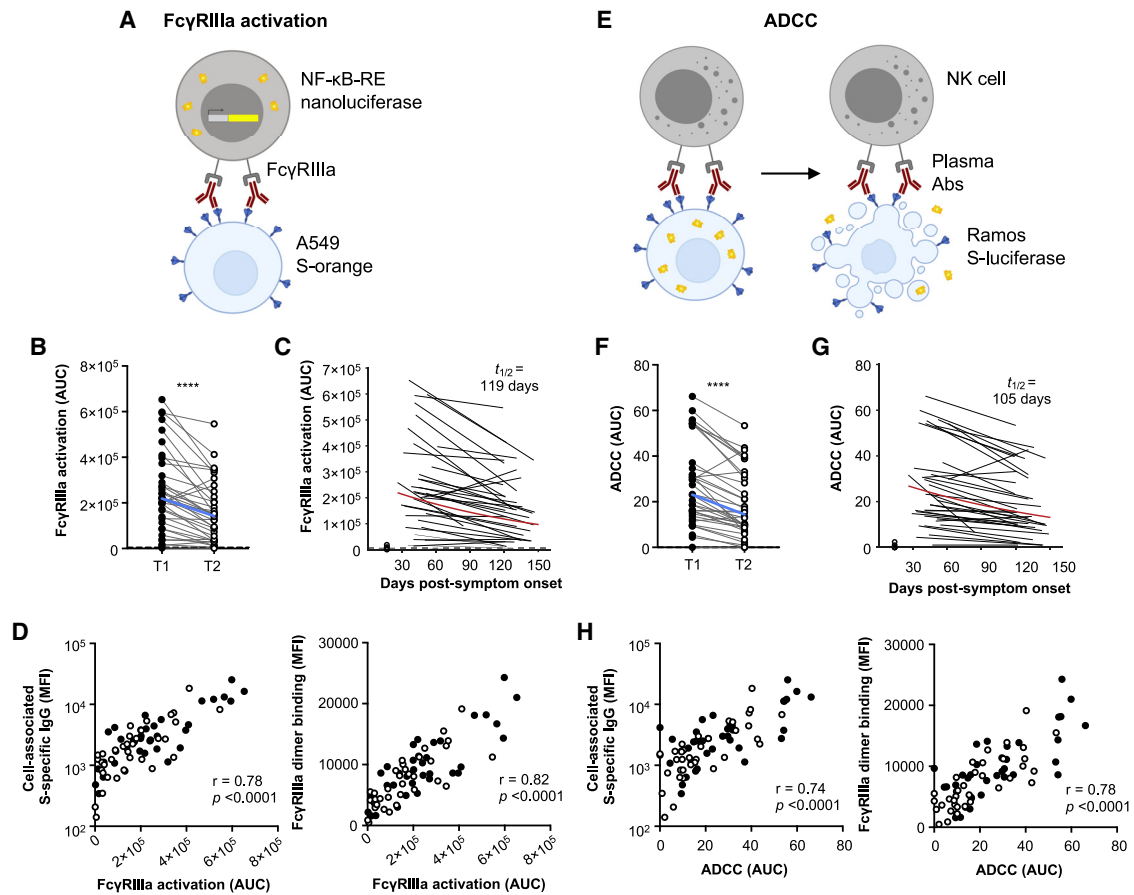 A
FcγRIIIa activation
NF-κB-RE
nanoluciferase
FcγRIIIa
A549
S-orange
E
ADCC
NK cell
Plasma
Abs
Ramos
S-luciferase
B
FcγRIIIa activation (AUC)
8×10⁵
6×10⁵
4×10⁵
2×10⁵
0
****
T1 T2
C
FcγRIIIa activation (AUC)
7×10⁵
6×10⁵
5×10⁵
4×10⁵
3×10⁵
2×10⁵
1×10⁵
0
t1/2 =
119 days
30 60 90 120 150
Days post-symptom onset
F
ADCC (AUC)
80
60
40
20
0
****
T1 T2
G
ADCC (AUC)
80
60
40
20
0
t1/2 =
105 days
30 60 90 120 150
Days post-symptom onset
D
Cell-associated
S-specific IgG (MFI)
10⁵
10⁴
10³
10²
r = 0.78
p <0.0001
0 2×10⁵ 4×10⁵ 6×10⁵ 8×10⁵
FcγRIIIa activation (AUC)
FcγRIIIa dimer binding (MFI)
30000
20000
10000
0
r = 0.82
p <0.0001
0 2×10⁵ 4×10⁵ 6×10⁵ 8×10⁵
FcγRIIIa activation (AUC)
H
Cell-associated
S-specific IgG (MFI)
10⁵
10⁴
10³
10²
r = 0.74
p <0.0001
0 20 40 60 80
ADCC (AUC)
FcγRIIIa dimer binding (MFI)
30000
20000
10000
0
r = 0.78
p <0.0001
0 20 40 60 80
ADCC (AUC)